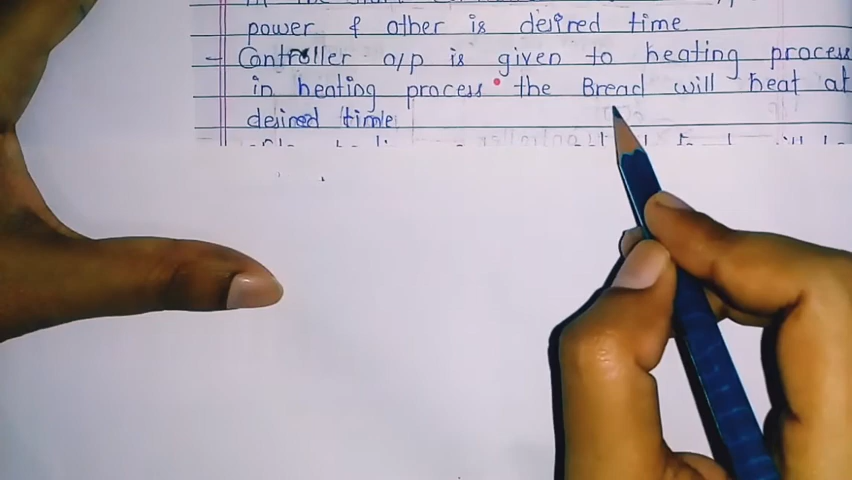 power & other is desired time
- Controller o/p is given to heating process
in heating process the Bread will heat at
desired time